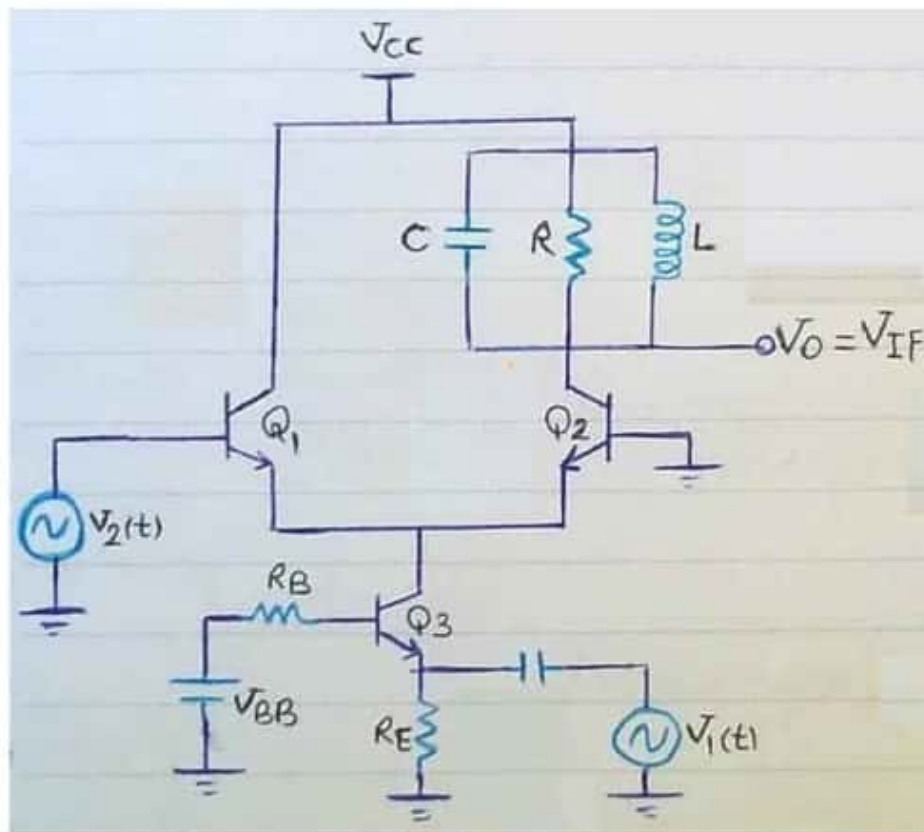 VCC
C R L
VO = VIF
Q1 Q2
V2(t)
RB
Q3
VBB
RE
V1(t)